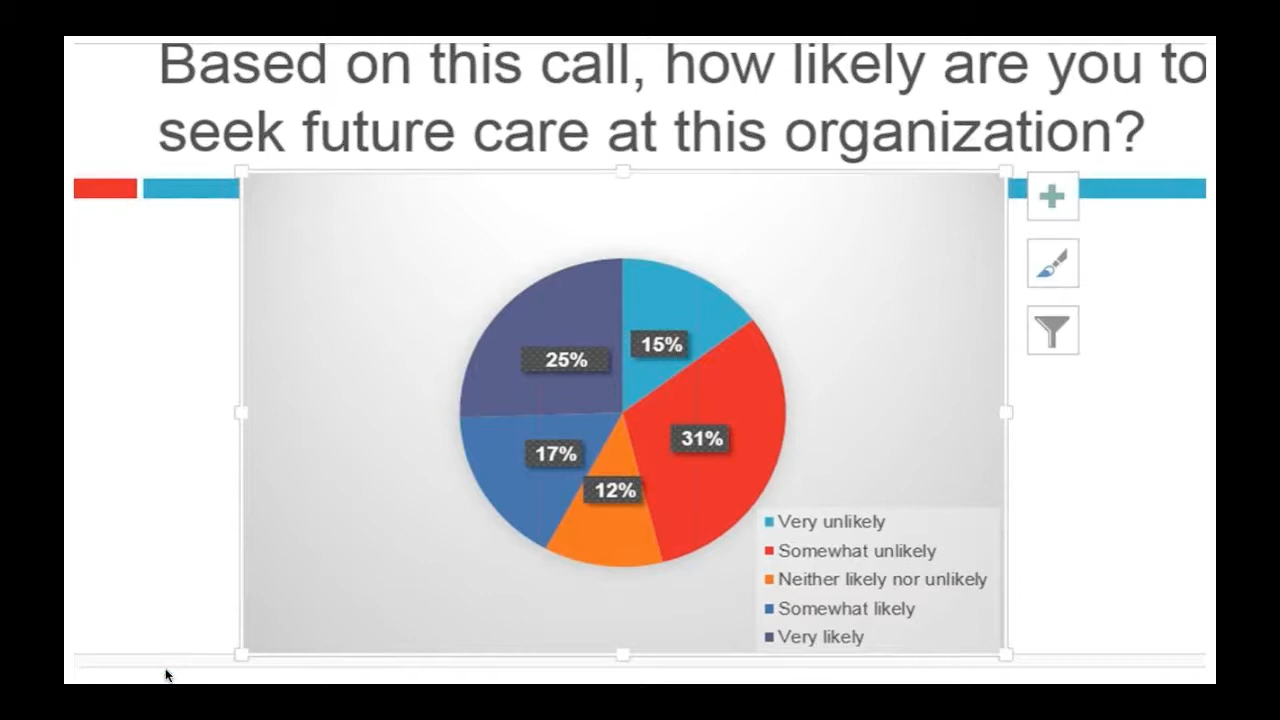 Based on this call, how likely are you to
seek future care at this organization?
15%
25%
31%
17%
12%
Very unlikely
Somewhat unlikely
Neither likely nor unlikely
Somewhat likely
Very likely